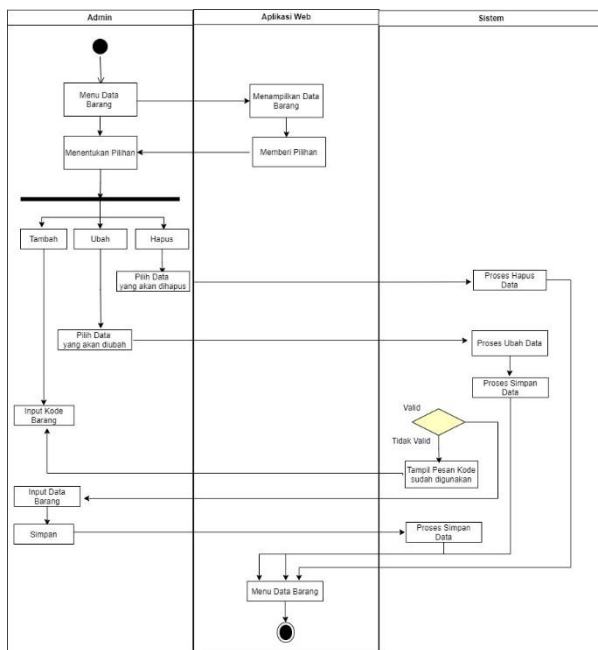 Admin
Aplikasi Web
Sistem
Menu Data
Barang
Menampilkan Data
Barang
Menentukan Pilihan
Memberi Pilihan
Tambah
Ubah
Hapus
Pilih Data
yang akan dihapus
Proses Hapus
Data
Pilih Data
yang akan diubah
Proses Ubah Data
Proses Simpan
Data
Input Kode
Barang
Valid
Tidak Valid
Tampil Pesan Kode
sudah digunakan
Input Data
Barang
Simpan
Proses Simpan
Data
Menu Data Barang